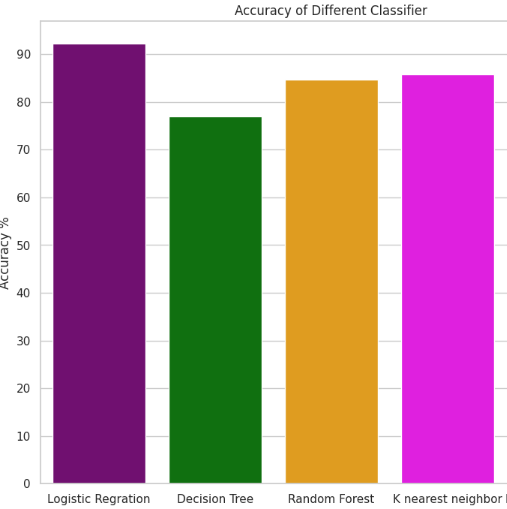 Accuracy of Different Classifier
Accuracy %
90
80
70
60
50
40
30
20
10
0
Logistic Regration
Decision Tree
Random Forest
K nearest neighbor